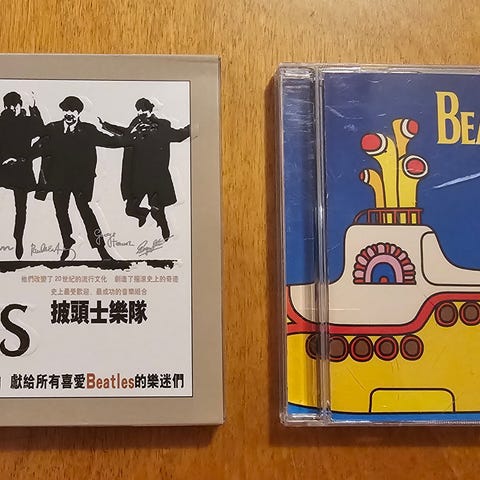 他們改變了20世紀的流行文化　創造了搖滾史上的奇造
史上最受歡迎、最成功的音樂組合
S 披頭士樂隊
獻給所有喜愛Beatles的樂迷們
BEA